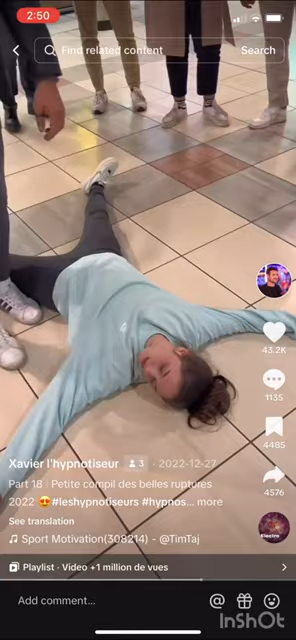 2:50
Find related content
Search
43.2K
1135
4485
4576
Xavier l'hypnotiseur 3 · 2022-12-27
Part 18 | Petite compil des belles ruptures
2022 😍#leshypnotiseurs #hypnos... more
See translation
♫ Sport Motivation(308214) - @TimTaj
Electro
Playlist · Video +1 million de vues
Add comment...
InShOt